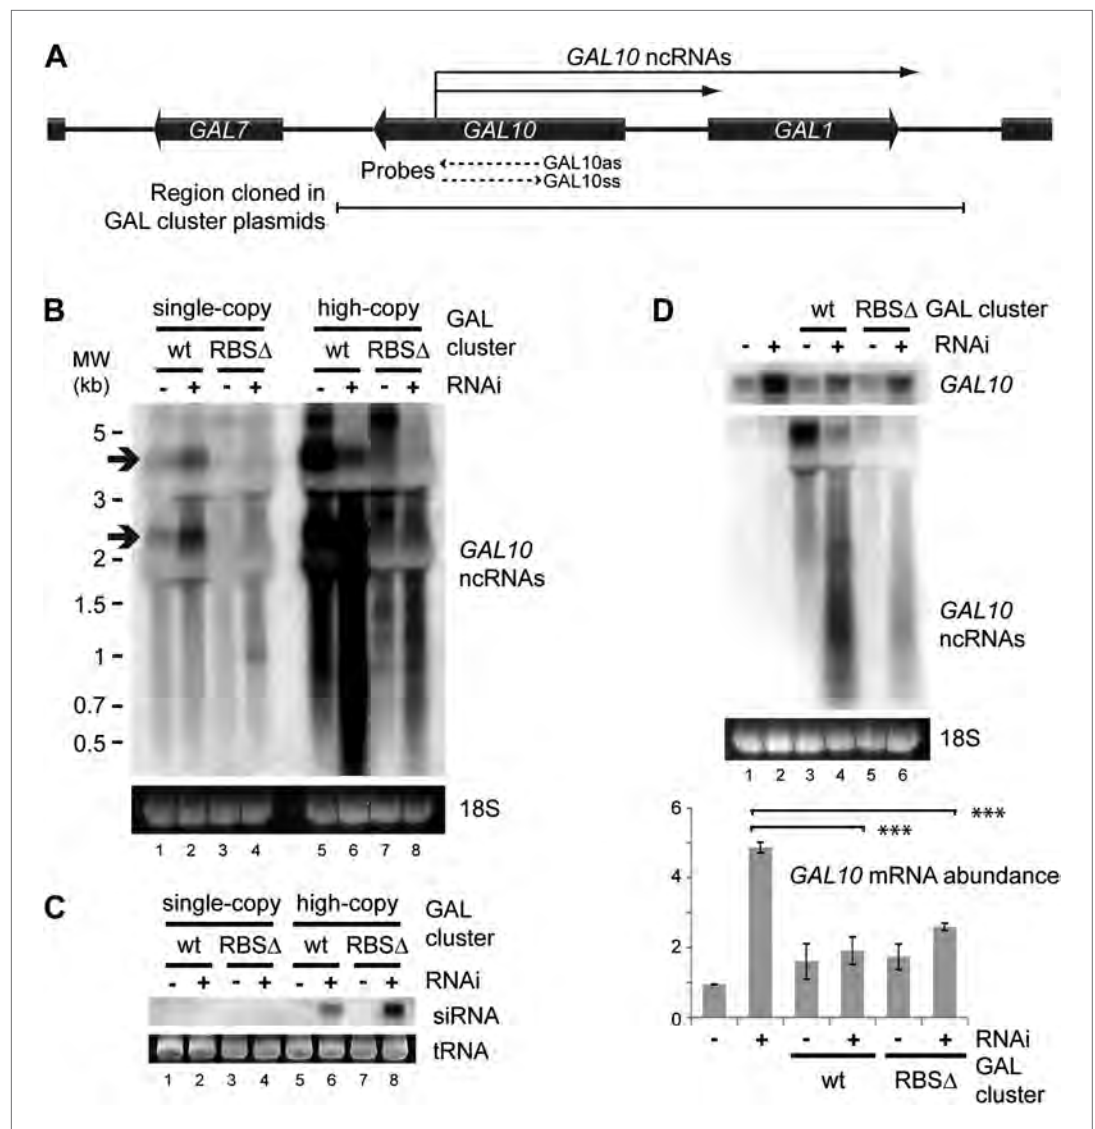 A
GAL10 ncRNAs
GAL7
GAL10
GAL1
Probes
GAL10as
GAL10ss
Region cloned in
GAL cluster plasmids
B
single-copy
high-copy
GAL
cluster
wt
RBSΔ
wt
RBSΔ
MW
(kb)
- + - + - + - +
RNAi
5
3
2
1.5
1
0.7
0.5
GAL10
ncRNAs
18S
1 2 3 4 5 6 7 8
C
single-copy
high-copy
GAL
cluster
wt
RBSΔ
wt
RBSΔ
- + - + - + - +
RNAi
siRNA
tRNA
1 2 3 4 5 6 7 8
D
wt
RBSΔ
GAL cluster
- + - + - +
RNAi
GAL10
GAL10
ncRNAs
18S
1 2 3 4 5 6
6
4
2
0
***
***
GAL10 mRNA abundance
- + - + - +
RNAi
wt
RBSΔ
GAL
cluster